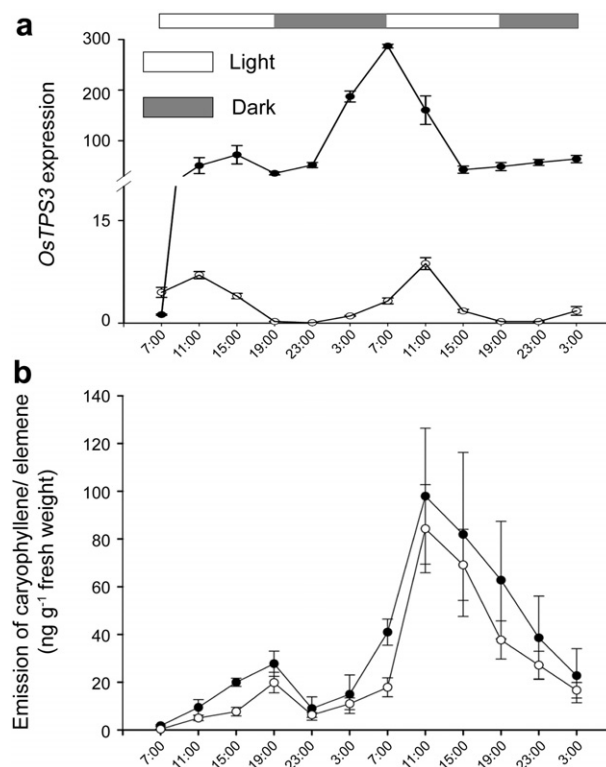 a
300
Light
200
Dark
100
OsTPS3 expression
15
0
7:00 11:00 15:00 19:00 23:00 3:00 7:00 11:00 15:00 19:00 23:00 3:00
b
140
120
100
80
60
40
20
0
Emission of caryophyllene/ elemene
(ng g⁻¹ fresh weight)
7:00 11:00 15:00 19:00 23:00 3:00 7:00 11:00 15:00 19:00 23:00 3:00